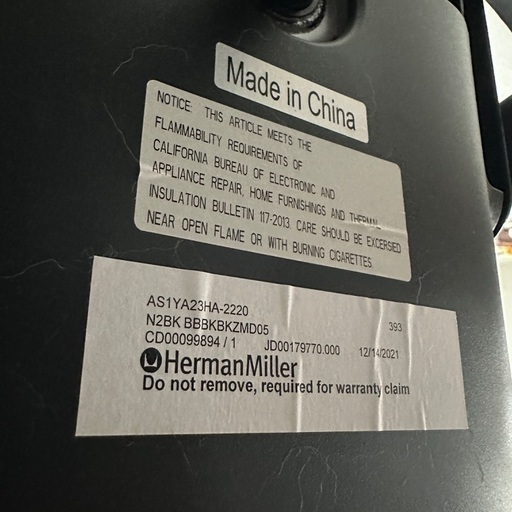 Made in China
NOTICE: THIS ARTICLE MEETS THE
FLAMMABILITY REQUIREMENTS OF
CALIFORNIA BUREAU OF ELECTRONIC AND
APPLIANCE REPAIR, HOME FURNISHINGS AND THERMAL
INSULATION BULLETIN 117-2013. CARE SHOULD BE EXCERSIED
NEAR OPEN FLAME OR WITH BURNING CIGARETTES.
AS1YA23HA-2220
N2BK BBBKBKZMD05 393
CD00099894 / 1 JD00179770.000 12/14/2021
HermanMiller
Do not remove, required for warranty claim